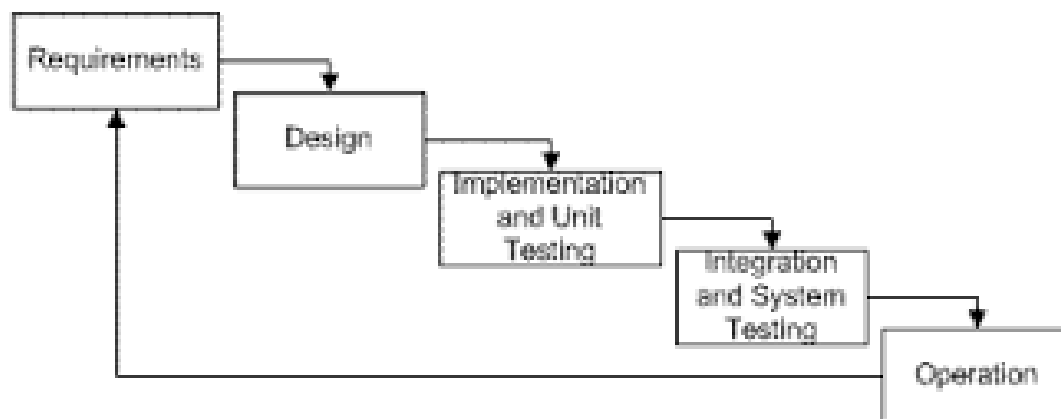 Requirements
Design
Implementation
and Unit
Testing
Integration
and System
Testing
Operation